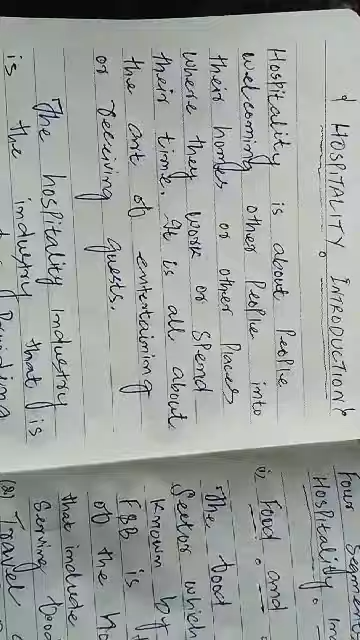 HOSPITALITY. INTRODUCTION
Hospitality is about People
welcoming other People into
their homes or other Places
where they work or Spend
their time. It is all about
the art of entertaining
or receiving guests.
The hospitality Industry
is the industry that is
Providing
Four Segment
Hospitality
Food and
The food
Sector which
known by
F&B is
of the
that include
Serving food
Travel